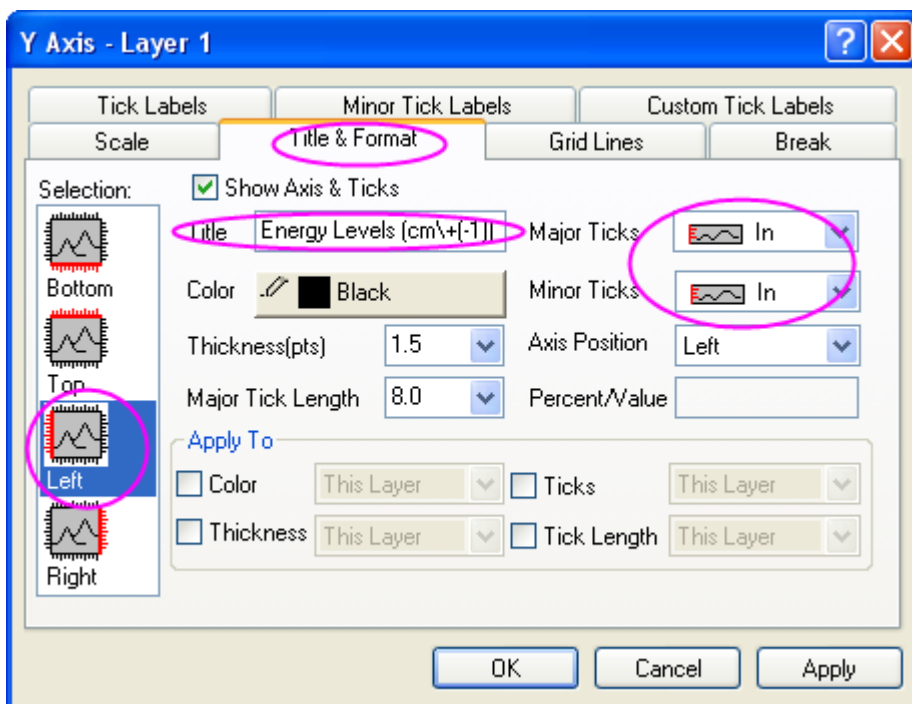 Y Axis - Layer 1
Tick Labels Minor Tick Labels Custom Tick Labels
Scale Title & Format Grid Lines Break
Selection:
Show Axis & Ticks
Title Energy Levels (cm\+(-1)) Major Ticks In
Bottom
Color Black Minor Ticks In
Thickness(pts) 1.5 Axis Position Left
Top
Major Tick Length 8.0 Percent/Value
Apply To
Left
Color This Layer Ticks This Layer
Thickness This Layer Tick Length This Layer
Right
OK Cancel Apply